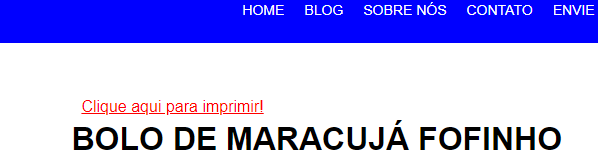 HOME BLOG SOBRE NÓS CONTATO ENVIE
Clique aqui para imprimir!
BOLO DE MARACUJÁ FOFINHO